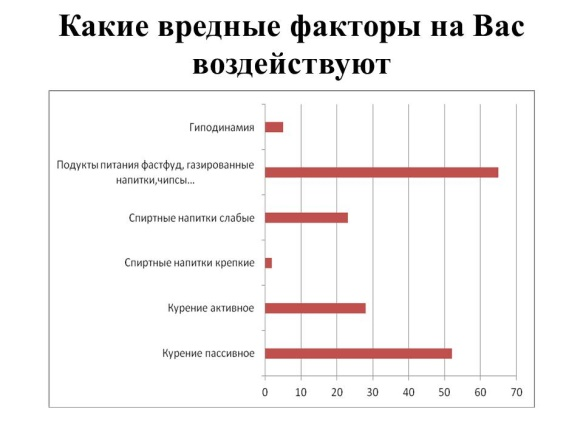 Какие вредные факторы на Вас
воздействуют
Гиподинамия
Подукты питания фастфуд, газированные
напитки,чипсы...
Спиртные напитки слабые
Спиртные напитки крепкие
Курение активное
Курение пассивное
0 10 20 30 40 50 60 70